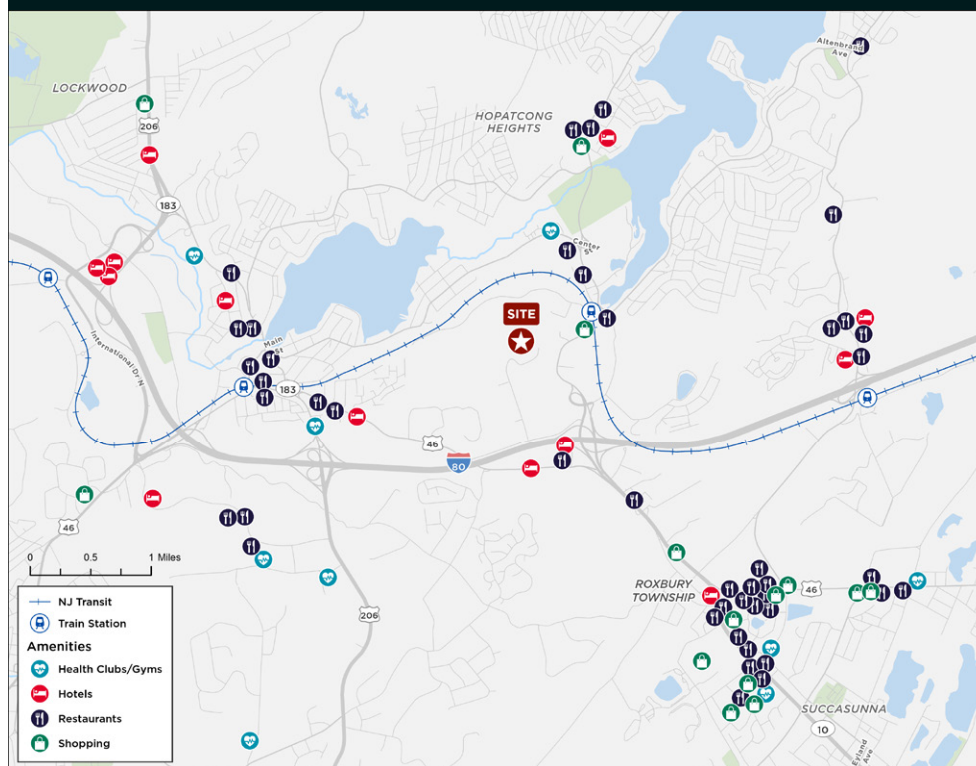 Altenbrand
Ave
LOCKWOOD
206
HOPATCONG
HEIGHTS
183
Center
St
SITE
International Dr N
Main
St
183
46
80
46
0 0.5 1 Miles
NJ Transit
Train Station
Amenities
Health Clubs/Gyms
Hotels
Restaurants
Shopping
206
ROXBURY
TOWNSHIP
46
SUCCASUNNA
10
Eyland
Ave